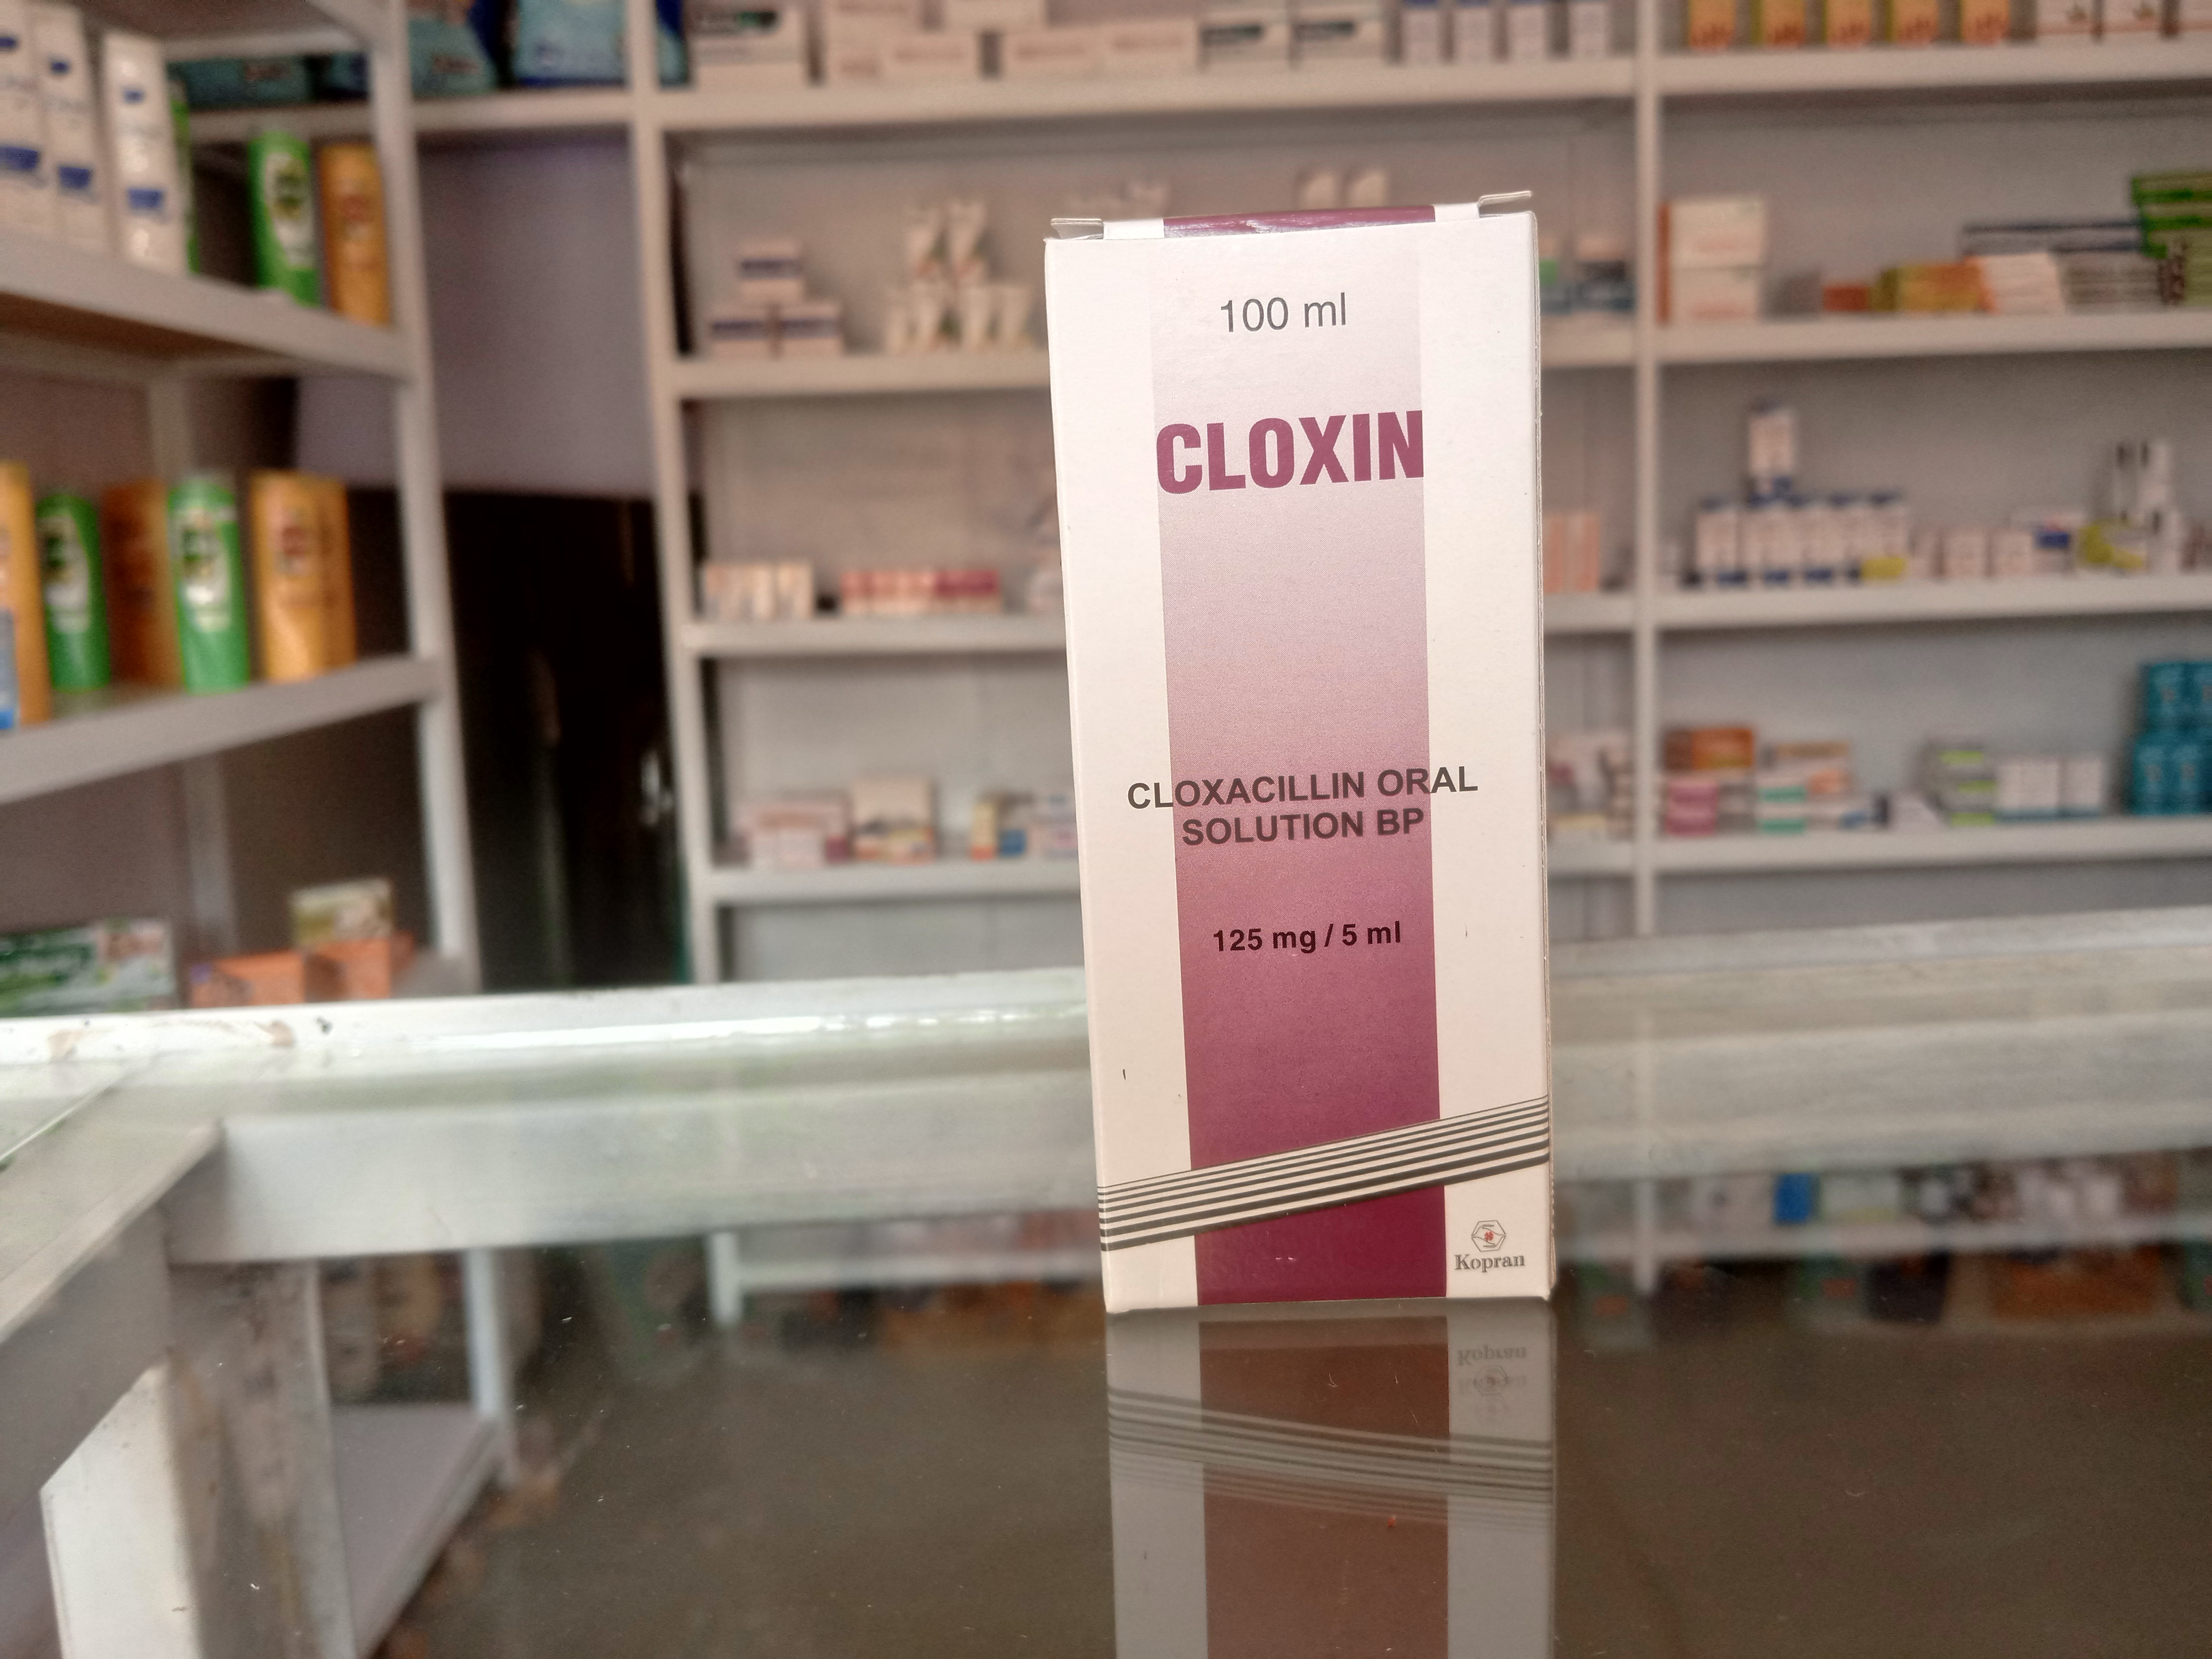 100 ml
CLOXIN
CLOXACILLIN ORAL
SOLUTION BP
125 mg / 5 ml
Kopran